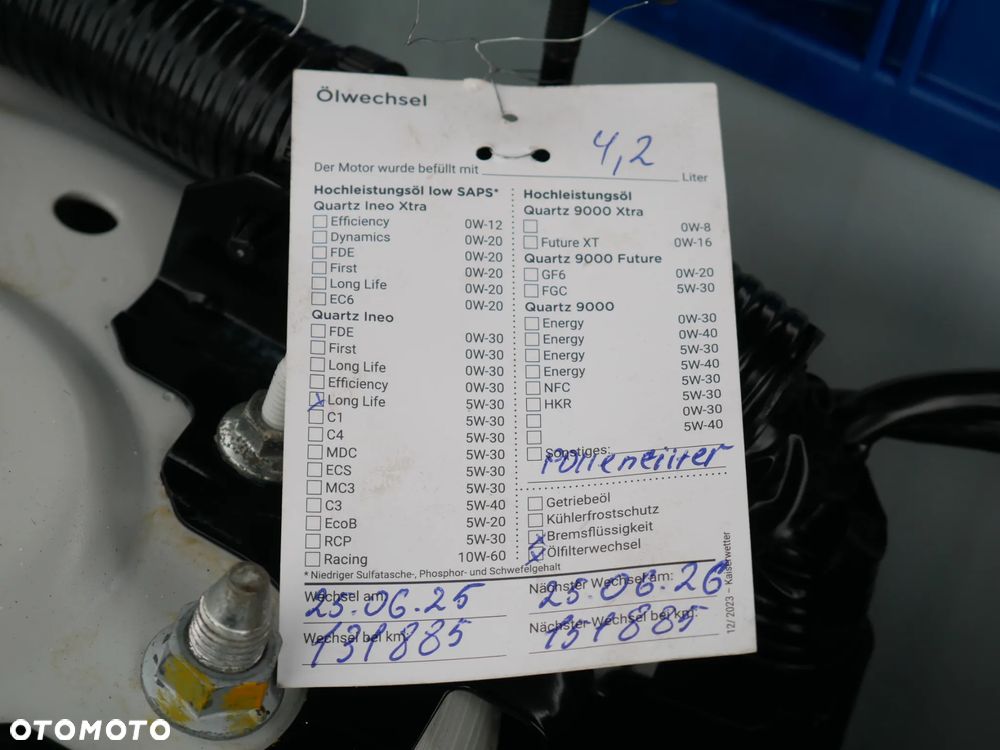 Ölwechsel
Der Motor wurde befüllt mit 4,2 Liter
Hochleistungsöl low SAPS*
Quartz Ineo Xtra
Efficiency 0W-12
Dynamics 0W-20
FDE 0W-20
First 0W-20
Long Life 0W-20
EC6 0W-20
Quartz Ineo
FDE 0W-30
First 0W-30
Long Life 0W-30
Efficiency 0W-30
x Long Life 5W-30
C1 5W-30
C4 5W-30
MDC 5W-30
ECS 5W-30
MC3 5W-30
C3 5W-40
EcoB 5W-20
RCP 5W-30
Racing 10W-60
* Niedriger Sulfatasche-, Phosphor- und Schwefelgehalt
Hochleistungsöl
Quartz 9000 Xtra
0W-8
Future XT 0W-16
Quartz 9000 Future
GF6 0W-20
FGC 5W-30
Quartz 9000
Energy 0W-30
Energy 0W-40
Energy 5W-30
Energy 5W-40
NFC 5W-30
HKR 5W-30
0W-30
5W-40
Sonstiges: Pollenfilter
Getriebeöl
Kühlerfrostschutz
x Bremsflüssigkeit
x Ölfilterwechsel
Wechsel am: 25.06.25
Nächster Wechsel am: 25.06.26
Wechsel bei km: 131885
Nächster Wechsel bei km: 151885
12/2023 – Kaiserwetter
OTOMOTO